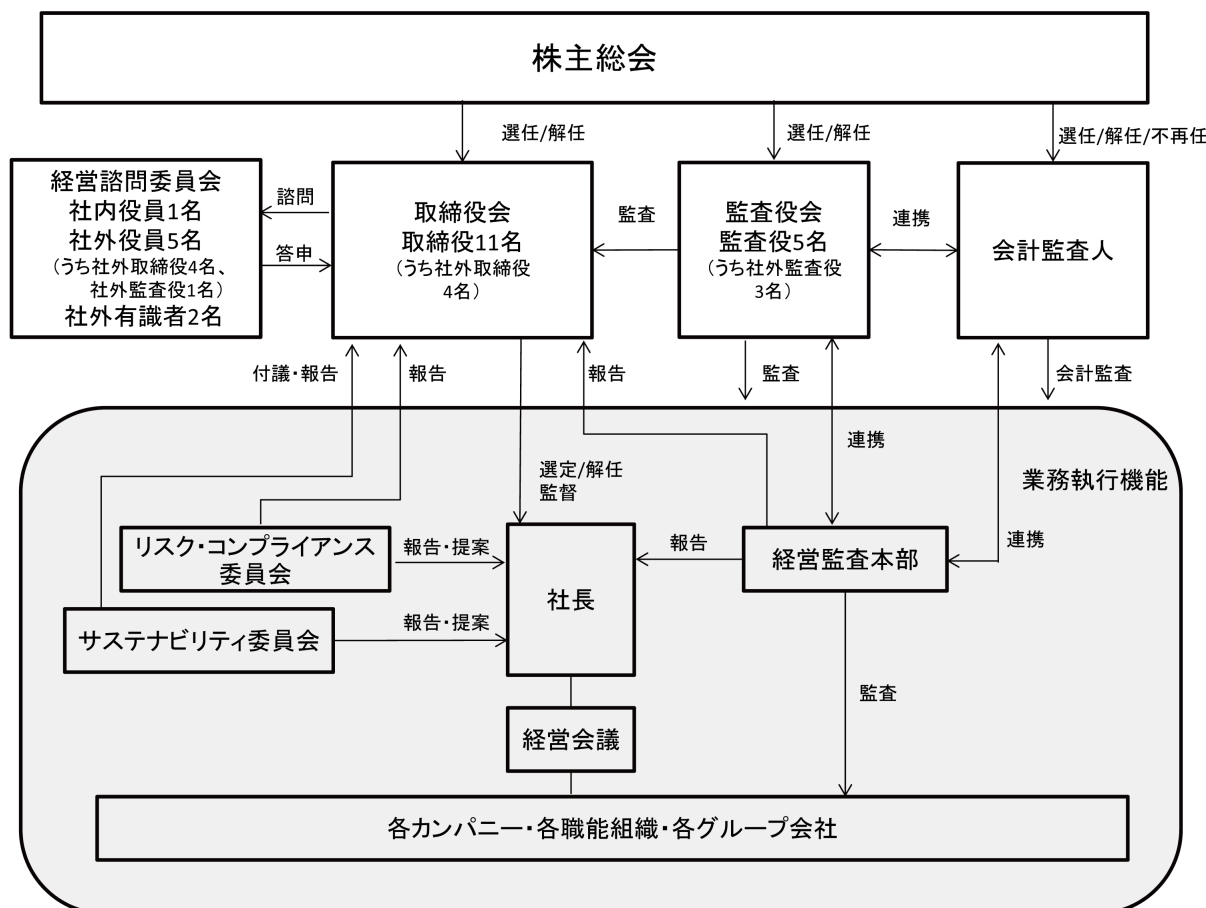 株主総会
選任/解任
選任/解任
選任/解任/不再任
経営諮問委員会
社内役員1名
社外役員5名
（うち社外取締役4名、
社外監査役1名）
社外有識者2名
諮問
答申
取締役会
取締役11名
（うち社外取締役
4名）
監査
監査役会
監査役5名
（うち社外監査役
3名）
連携
会計監査人
付議・報告
報告
報告
監査
会計監査
選定/解任
監督
連携
業務執行機能
リスク・コンプライアンス
委員会
報告・提案
社長
報告
経営監査本部
連携
サステナビリティ委員会
報告・提案
監査
経営会議
各カンパニー・各職能組織・各グループ会社